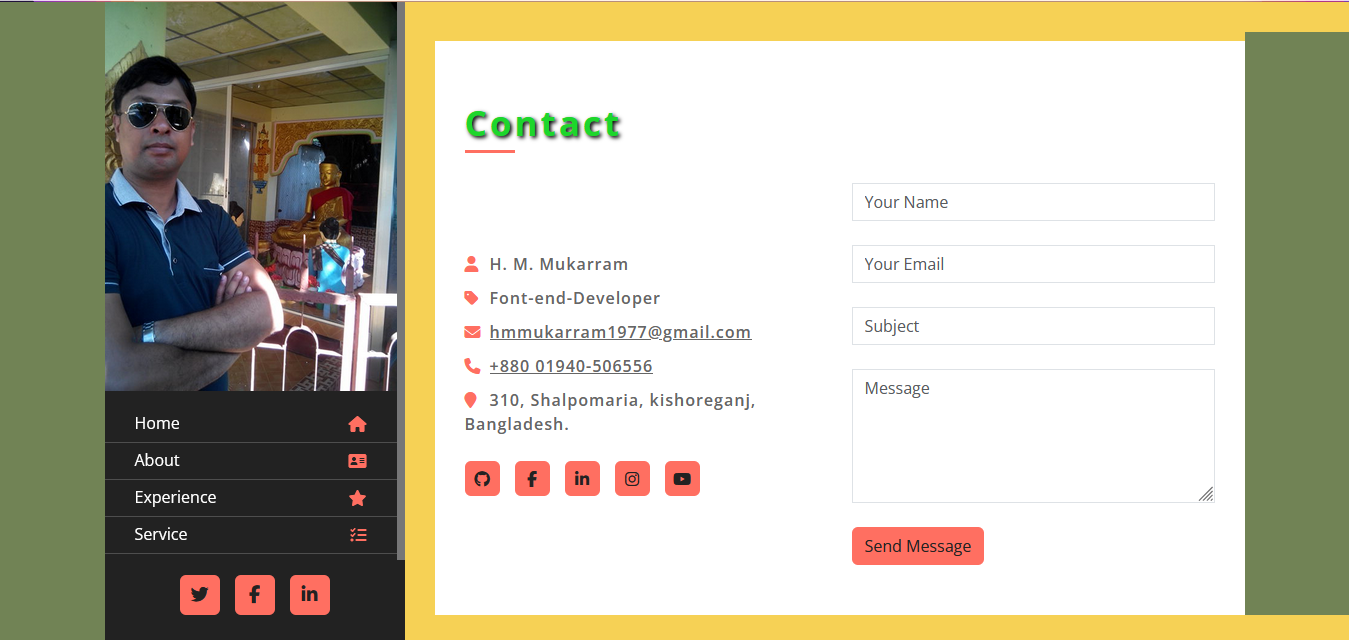 Home
About
Experience
Service
Contact
H. M. Mukarram
Font-end-Developer
hmmukarram1977@gmail.com
+880 01940-506556
310, Shalpomaria, kishoreganj,
Bangladesh.
Your Name
Your Email
Subject
Message
Send Message